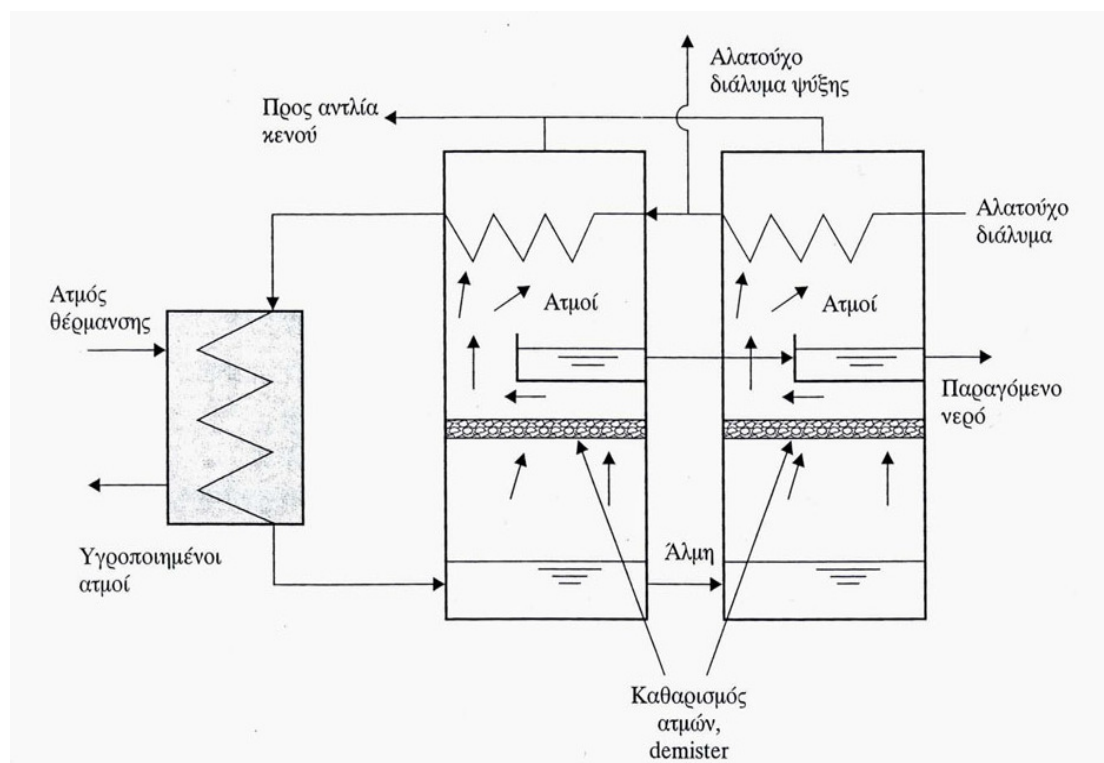 Αλατούχο
διάλυμα ψύξης
Προς αντλία
κενού
Αλατούχο
διάλυμα
Ατμός
θέρμανσης
Ατμοί
Ατμοί
Παραγόμενο
νερό
Υγροποιημένοι
ατμοί
Άλμη
Καθαρισμός
ατμών,
demister